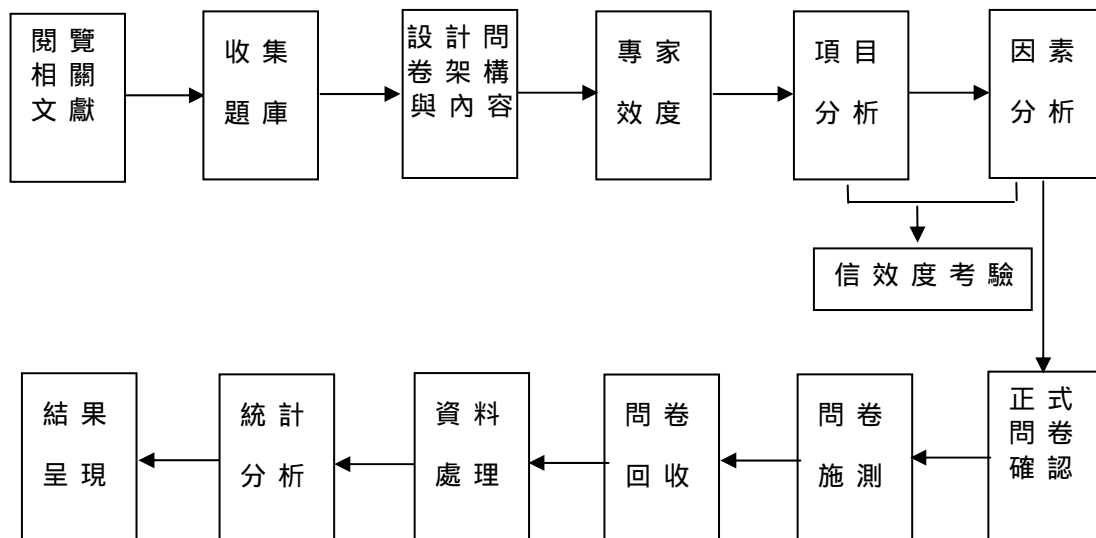 閱覽
相關
文獻
收集
題庫
設計問
卷架構
與內容
專家
效度
項目
分析
因素
分析
信效度考驗
結果
呈現
統計
分析
資料
處理
問卷
回收
問卷
施測
正式
問卷
確認